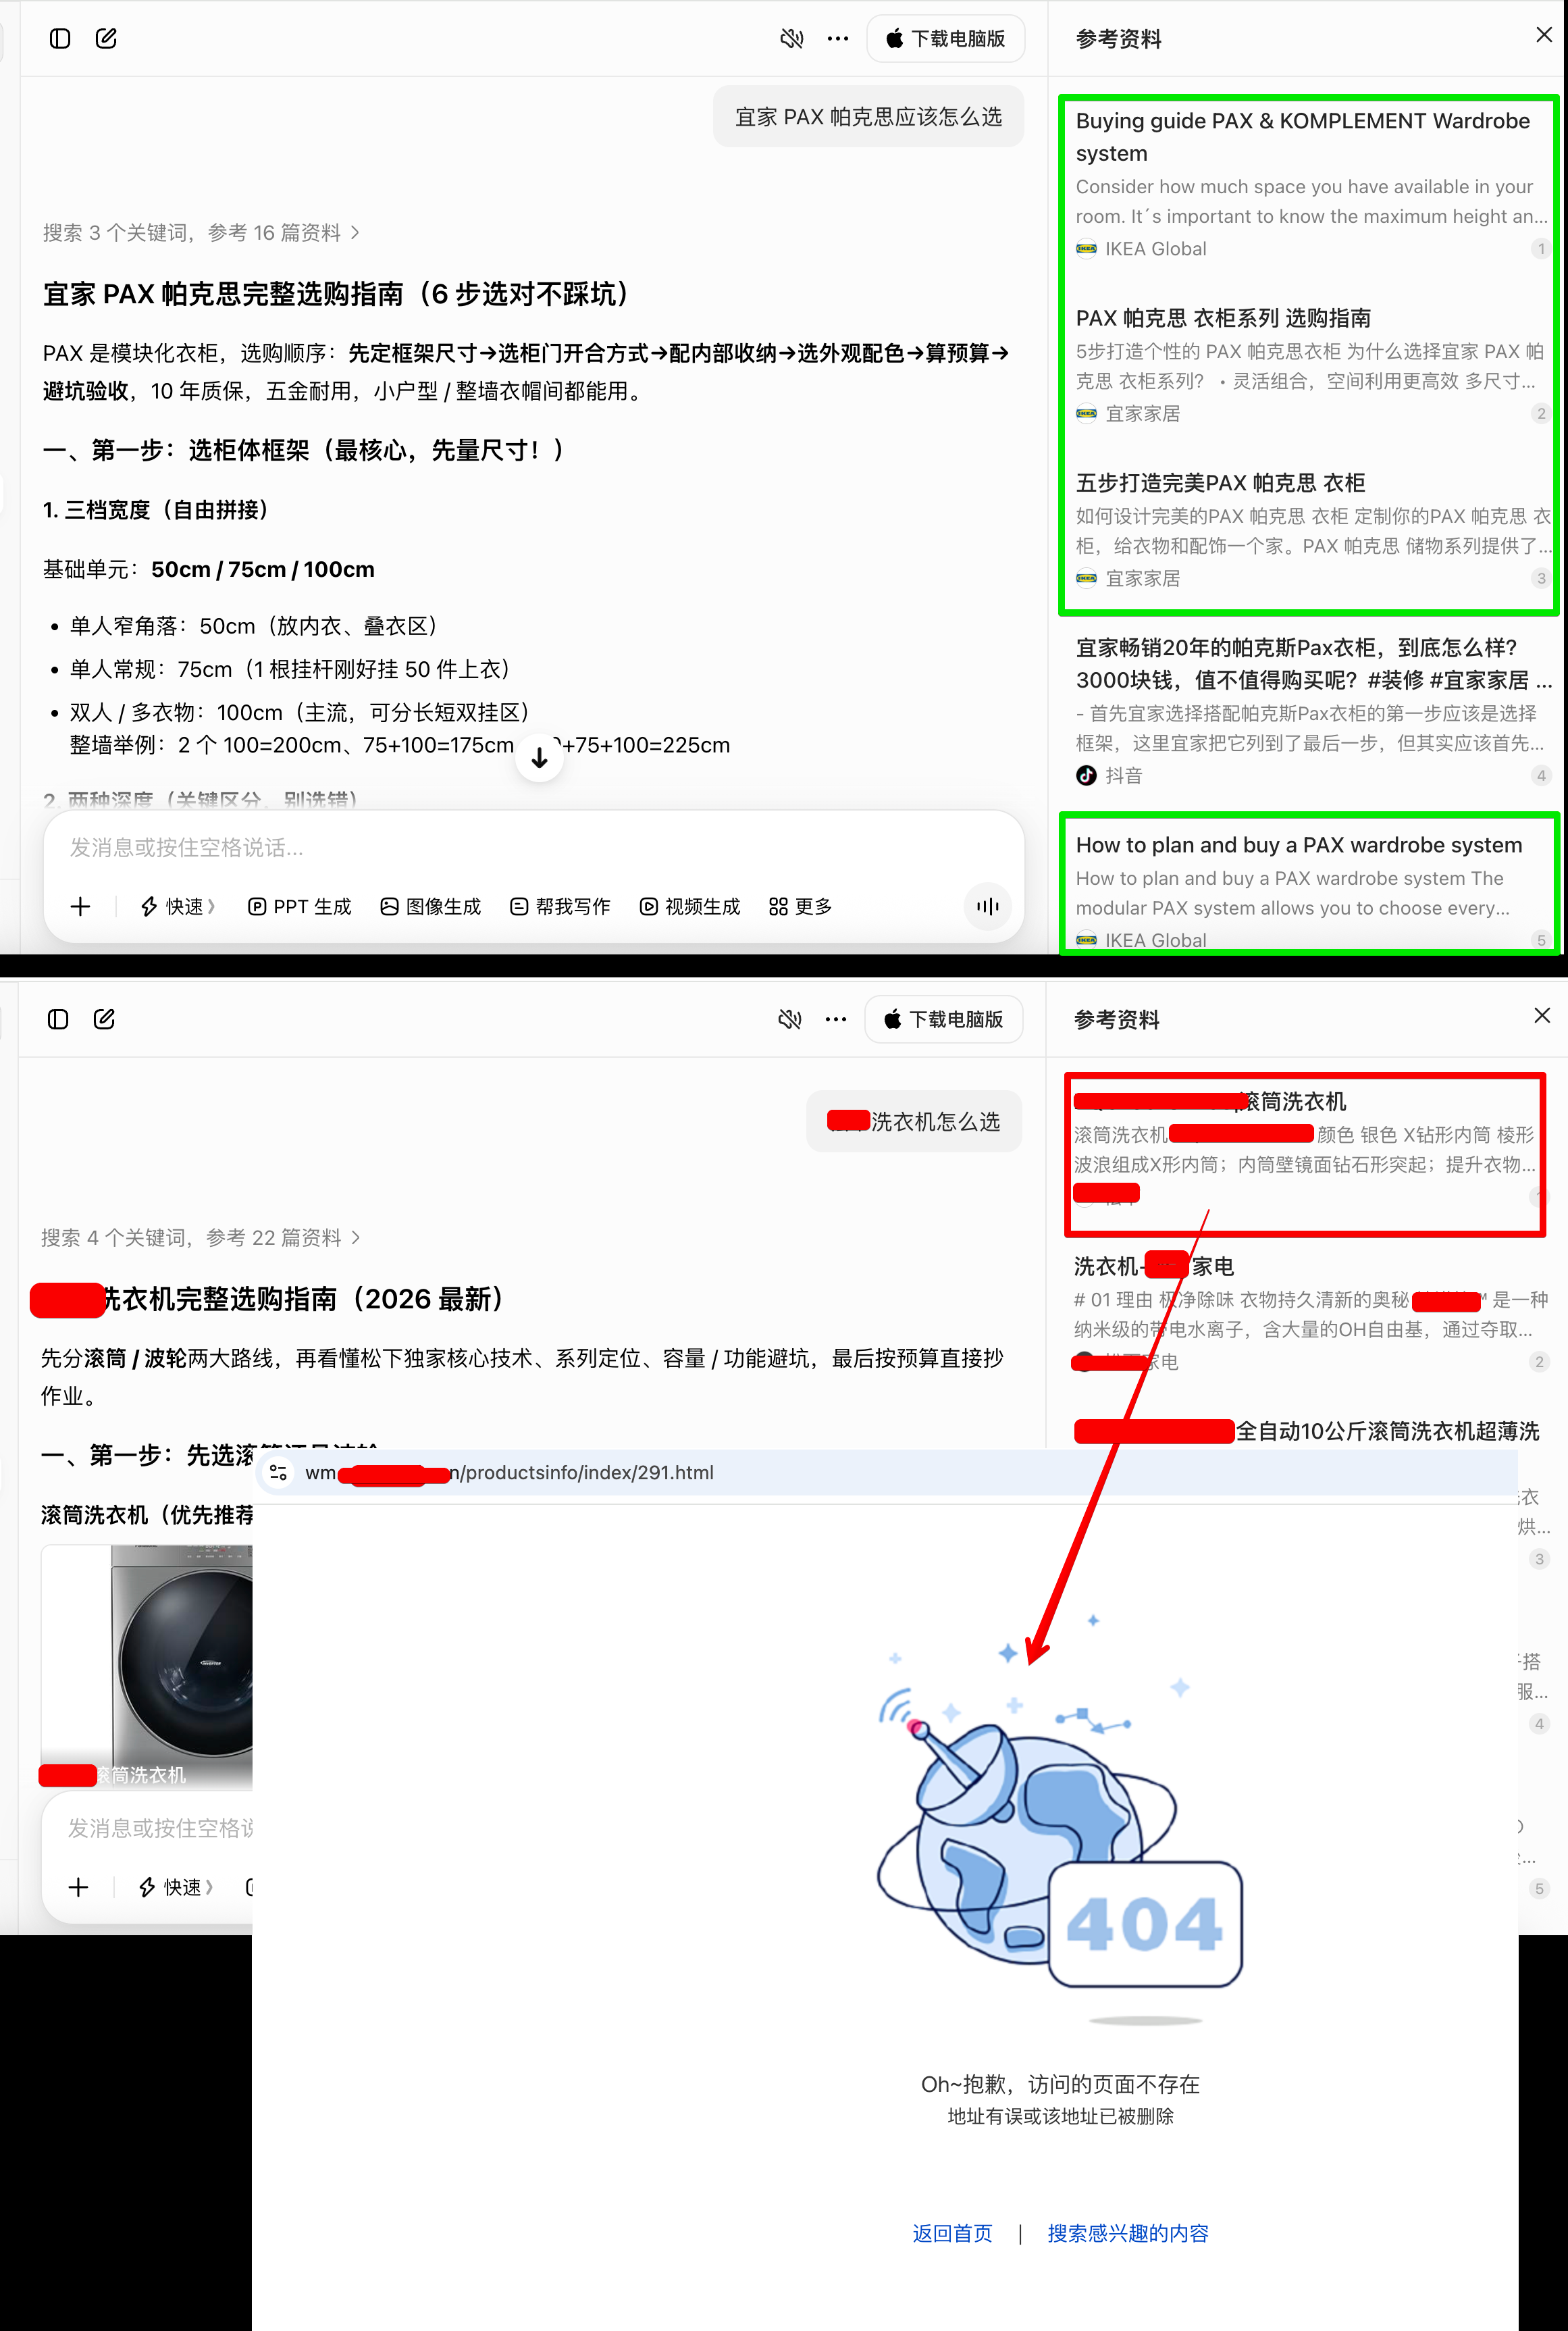 下载电脑版
参考资料
宜家 PAX 帕克思应该怎么选
搜索 3 个关键词，参考 16 篇资料
宜家 PAX 帕克思完整选购指南（6 步选对不踩坑）
PAX 是模块化衣柜，选购顺序：先定框架尺寸→选柜门开合方式→配内部收纳→选外观配色→算预算→
避坑验收，10 年质保，五金耐用，小户型 / 整墙衣帽间都能用。
一、第一步：选柜体框架（最核心，先量尺寸！）
1. 三档宽度（自由拼接）
基础单元：50cm / 75cm / 100cm
• 单人窄角落：50cm（放内衣、叠衣区）
• 单人常规：75cm（1 根挂杆刚好挂 50 件上衣）
• 双人 / 多衣物：100cm（主流，可分长短双挂区）
整墙举例：2 个 100=200cm、75+100=175cm +75+100=225cm
2. 两种深度（关键区分，别选错）
发消息或按住空格说话...
快速
PPT 生成
图像生成
帮我写作
视频生成
更多
Buying guide PAX & KOMPLEMENT Wardrobe
system
Consider how much space you have available in your
room. It´s important to know the maximum height an...
IKEA Global
1
PAX 帕克思 衣柜系列 选购指南
5步打造个性的 PAX 帕克思衣柜 为什么选择宜家 PAX 帕
克思 衣柜系列？ • 灵活组合，空间利用更高效 多尺寸...
宜家家居
2
五步打造完美PAX 帕克思 衣柜
如何设计完美的PAX 帕克思 衣柜 定制你的PAX 帕克思 衣
柜，给衣物和配饰一个家。PAX 帕克思 储物系列提供了...
宜家家居
3
宜家畅销20年的帕克斯Pax衣柜，到底怎么样？
3000块钱，值不值得购买呢？#装修 #宜家家居 ...
- 首先宜家选择搭配帕克斯Pax衣柜的第一步应该是选择
框架，这里宜家把它列到了最后一步，但其实应该首先...
抖音
4
How to plan and buy a PAX wardrobe system
How to plan and buy a PAX wardrobe system The
modular PAX system allows you to choose every...
IKEA Global
5
下载电脑版
参考资料
洗衣机怎么选
搜索 4 个关键词，参考 22 篇资料
洗衣机完整选购指南（2026 最新）
先分滚筒 / 波轮两大路线，再看懂松下独家核心技术、系列定位、容量 / 功能避坑，最后按预算直接抄
作业。
一、第一步：先选滚筒还是波轮
滚筒洗衣机（优先推荐
滚筒洗衣机
发消息或按住空格说
快速
滚筒洗衣机
滚筒洗衣机 颜色 银色 X钻形内筒 棱形
波浪组成X形内筒；内筒壁镜面钻石形突起；提升衣物...
1
洗衣机- 家电
# 01 理由 极净除味 衣物持久清新的奥秘 ™ 是一种
纳米级的带电水离子，含大量的OH自由基，通过夺取...
家电
2
全自动10公斤滚筒洗衣机超薄洗
衣
烘...
3
搭
服...
4
5
wm n/productsinfo/index/291.html
404
Oh~抱歉，访问的页面不存在
地址有误或该地址已被删除
返回首页 | 搜索感兴趣的内容